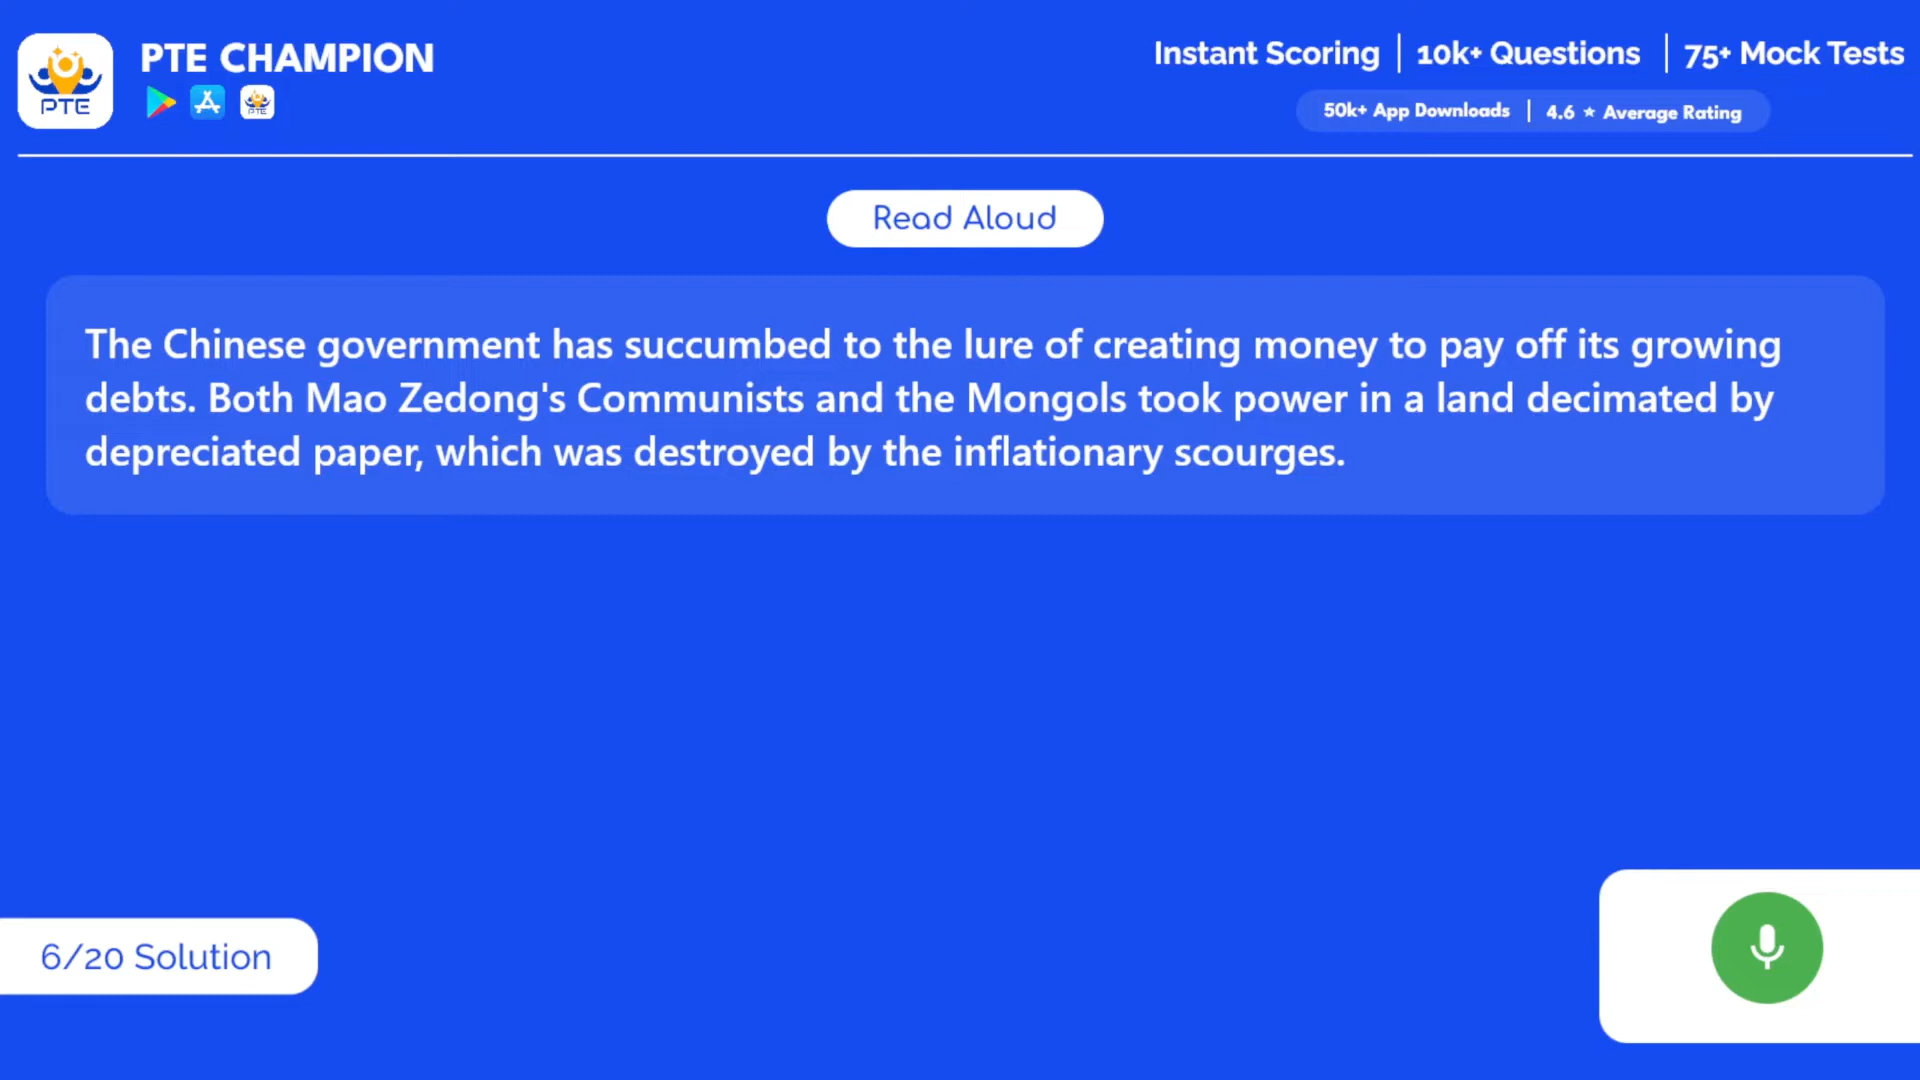 PTE
PTE CHAMPION
PTE
Instant Scoring | 10k+ Questions | 75+ Mock Tests
50k+ App Downloads | 4.6 ★ Average Rating
Read Aloud
The Chinese government has succumbed to the lure of creating money to pay off its growing
debts. Both Mao Zedong's Communists and the Mongols took power in a land decimated by
depreciated paper, which was destroyed by the inflationary scourges.
6/20 Solution